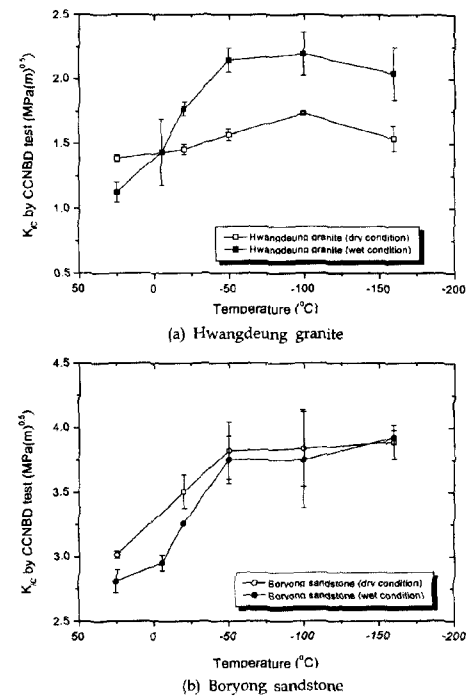 2.5
2.0
1.5
1.0
0.5
K_IC by CCNBD test (MPa(m)^0.5)
Hwangdeung granite (dry condition)
Hwangdeung granite (wet condition)
50 0 -50 -100 -150 -200
Temperature (°C)
(a) Hwangdeung granite
4.5
4.0
3.5
3.0
2.5
K_IC by CCNBD test (MPa(m)^0.5)
Boryong sandstone (dry condition)
Boryong sandstone (wet condition)
50 0 -50 -100 -150 -200
Temperature (°C)
(b) Boryong sandstone